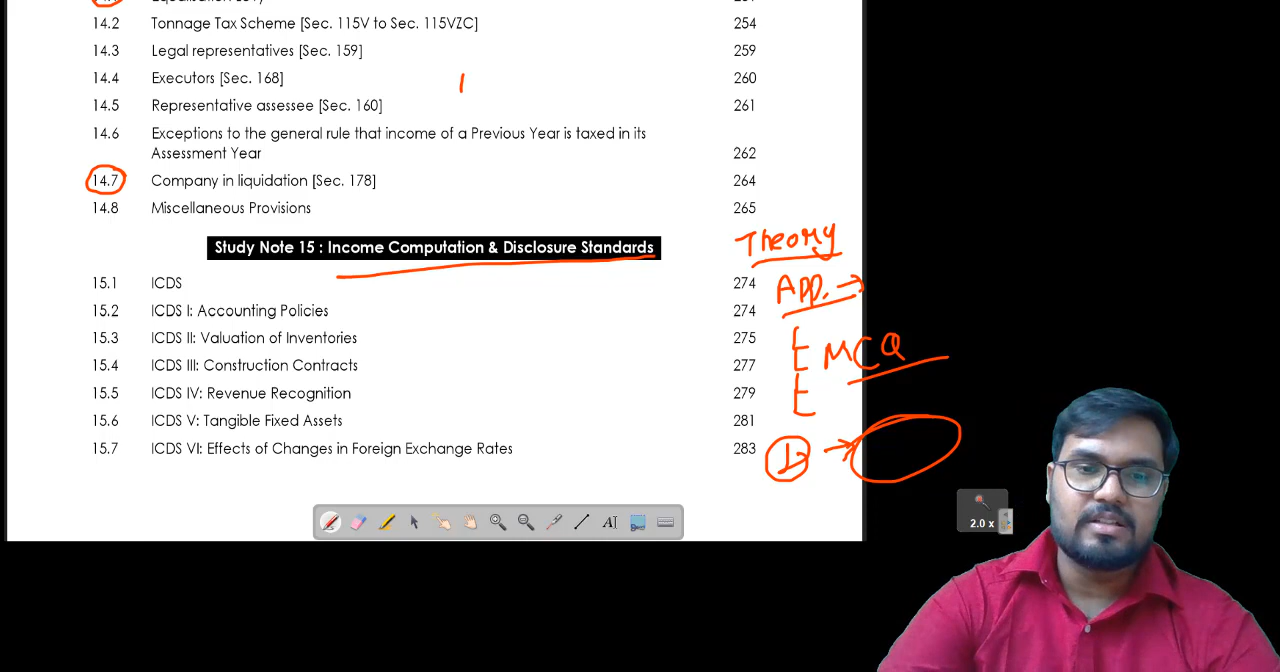 14.2 Tonnage Tax Scheme [Sec. 115V to Sec. 115VZC] 254
14.3 Legal representatives [Sec. 159] 259
14.4 Executors [Sec. 168] 260
14.5 Representative assessee [Sec. 160] 261
14.6 Exceptions to the general rule that income of a Previous Year is taxed in its
Assessment Year 262
14.7 Company in liquidation [Sec. 178] 264
14.8 Miscellaneous Provisions 265
Theory
Study Note 15 : Income Computation & Disclosure Standards
15.1 ICDS 274
App. →
15.2 ICDS I: Accounting Policies 274
15.3 ICDS II: Valuation of Inventories 275
MCQ
15.4 ICDS III: Construction Contracts 277
15.5 ICDS IV: Revenue Recognition 279
15.6 ICDS V: Tangible Fixed Assets 281
15.7 ICDS VI: Effects of Changes in Foreign Exchange Rates 283
AI
2.0 x